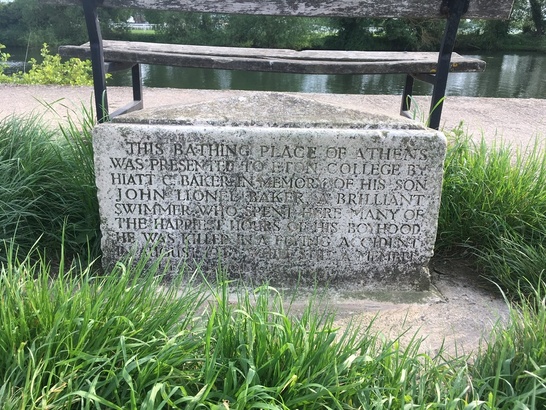 THIS BATHING PLACE OF ATHENS
WAS PRESENTED TO ETON COLLEGE BY
HIATT C. BAKER IN MEMORY OF HIS SON
JOHN LIONEL BAKER, A BRILLIANT
SWIMMER WHO SPENT HERE MANY OF
THE HAPPIEST HOURS OF HIS BOYHOOD.
HE WAS KILLED IN A FLYING ACCIDENT
IN AUGUST